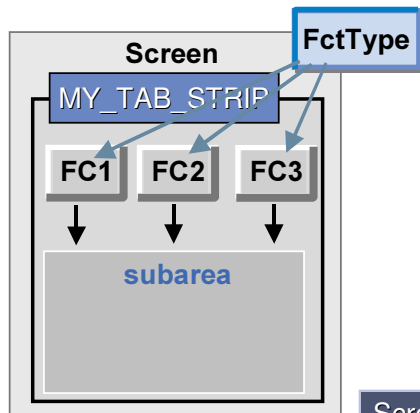 FctType
Screen
MY_TAB_STRIP
FC1 FC2 FC3
subarea